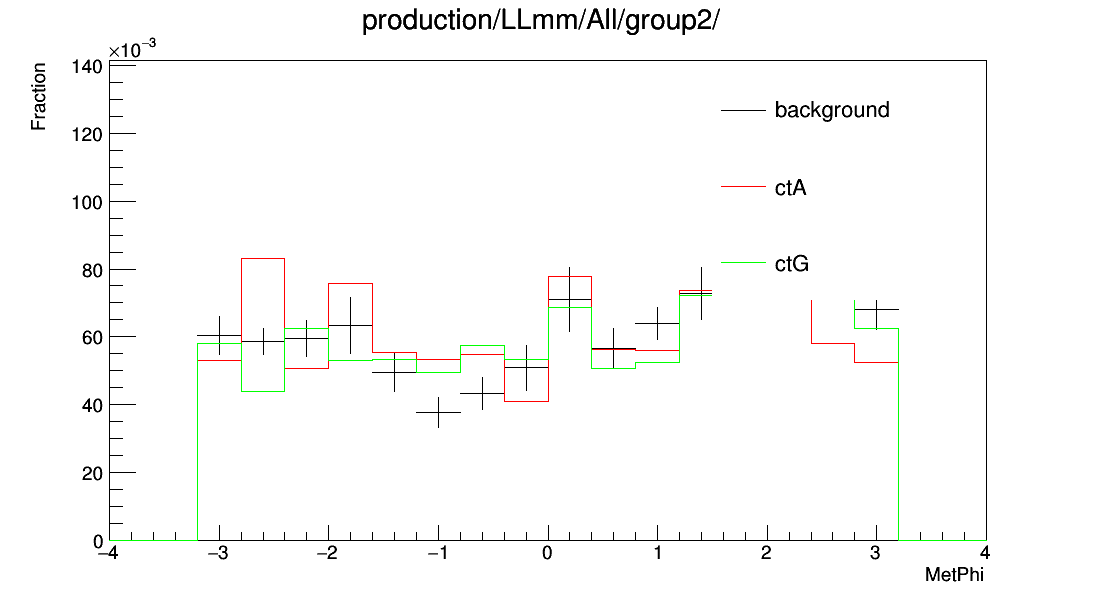 production/LLmm/All/group2/
×10⁻³
Fraction
140
120
100
80
60
40
20
0
background
ctA
ctG
−4 −3 −2 −1 0 1 2 3 4
MetPhi